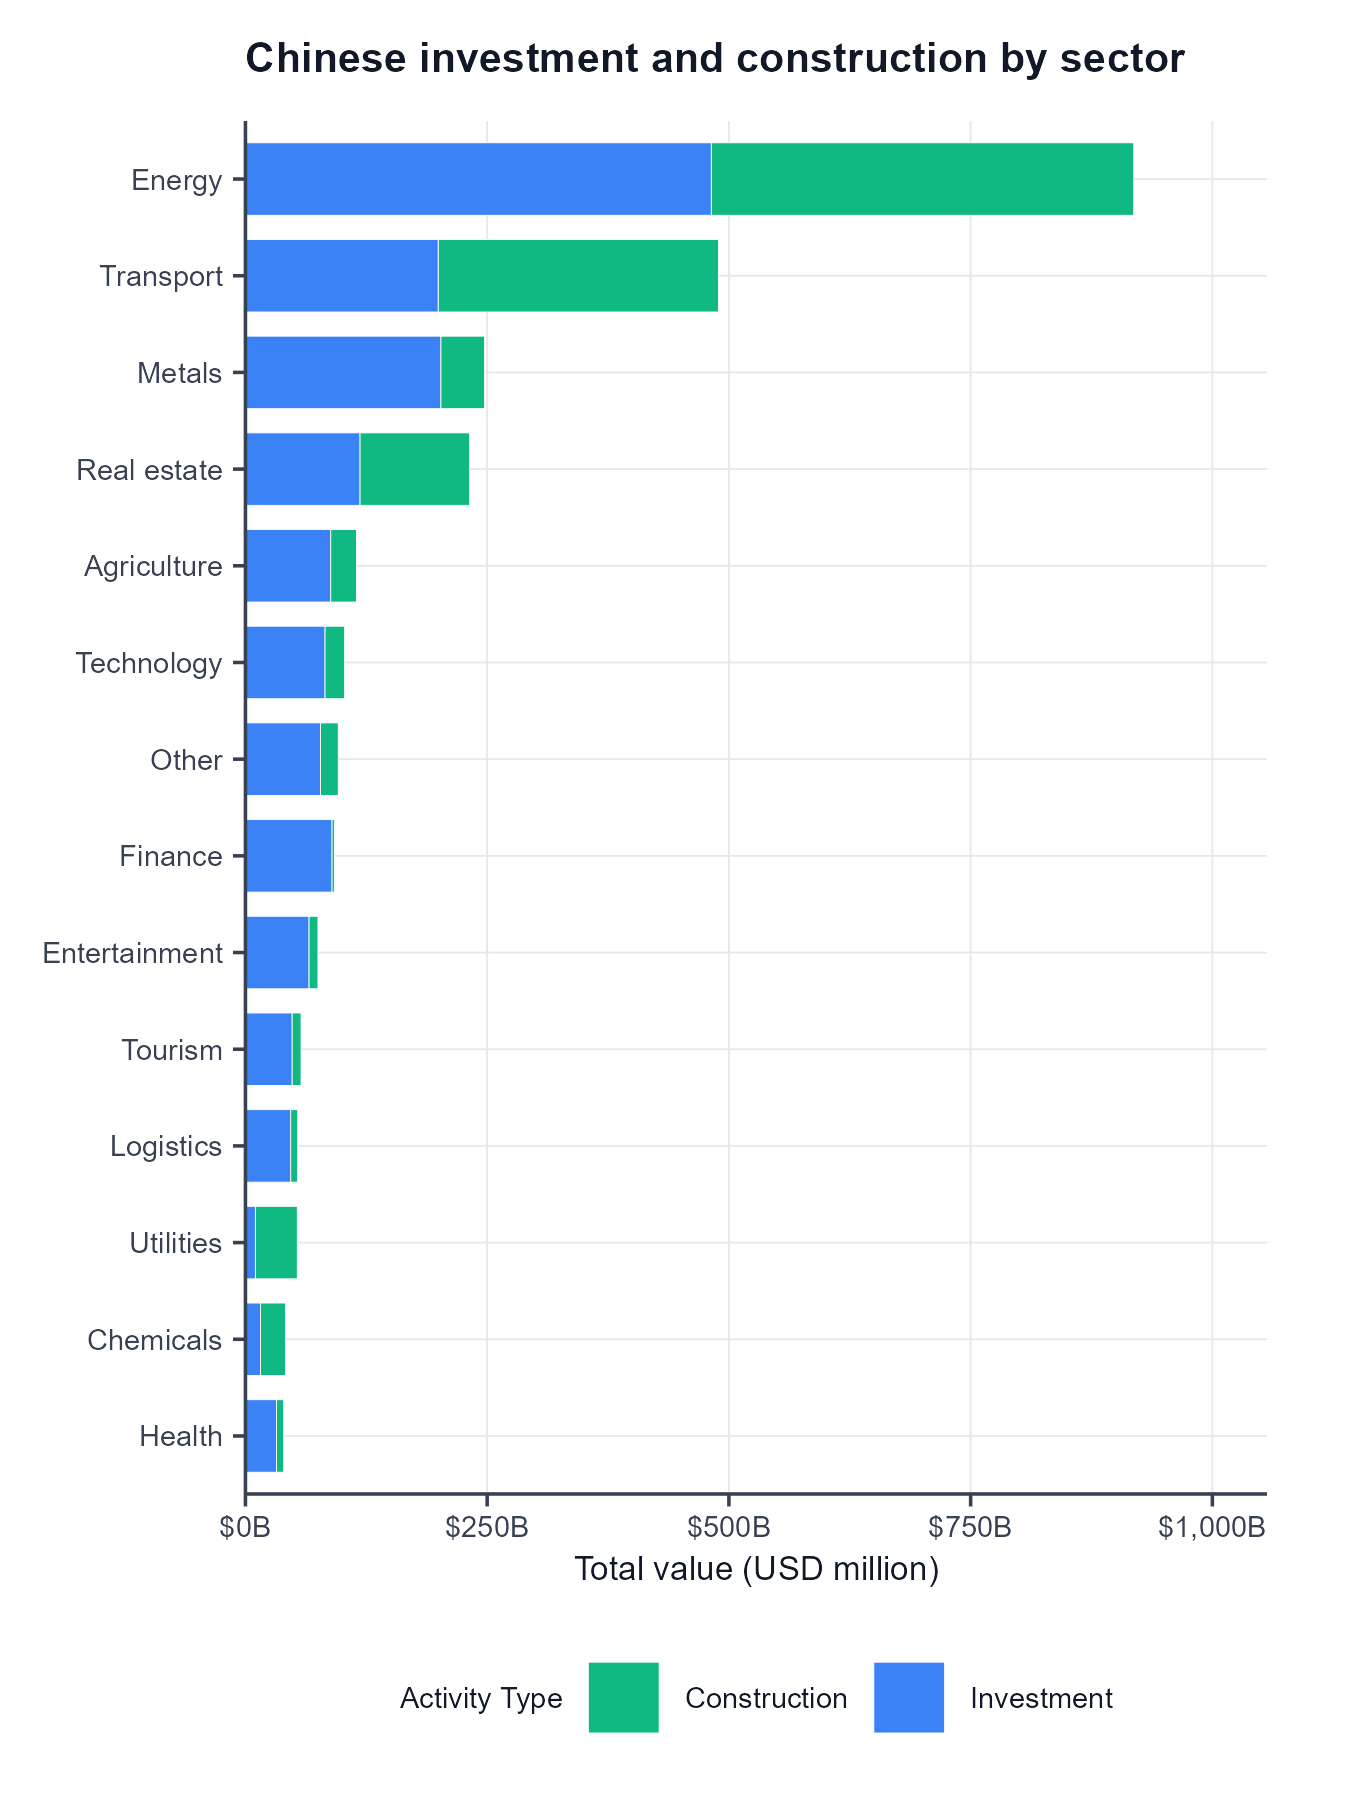 Chinese investment and construction by sector
Energy
Transport
Metals
Real estate
Agriculture
Technology
Other
Finance
Entertainment
Tourism
Logistics
Utilities
Chemicals
Health
$0B $250B $500B $750B $1,000B
Total value (USD million)
Activity Type Construction Investment